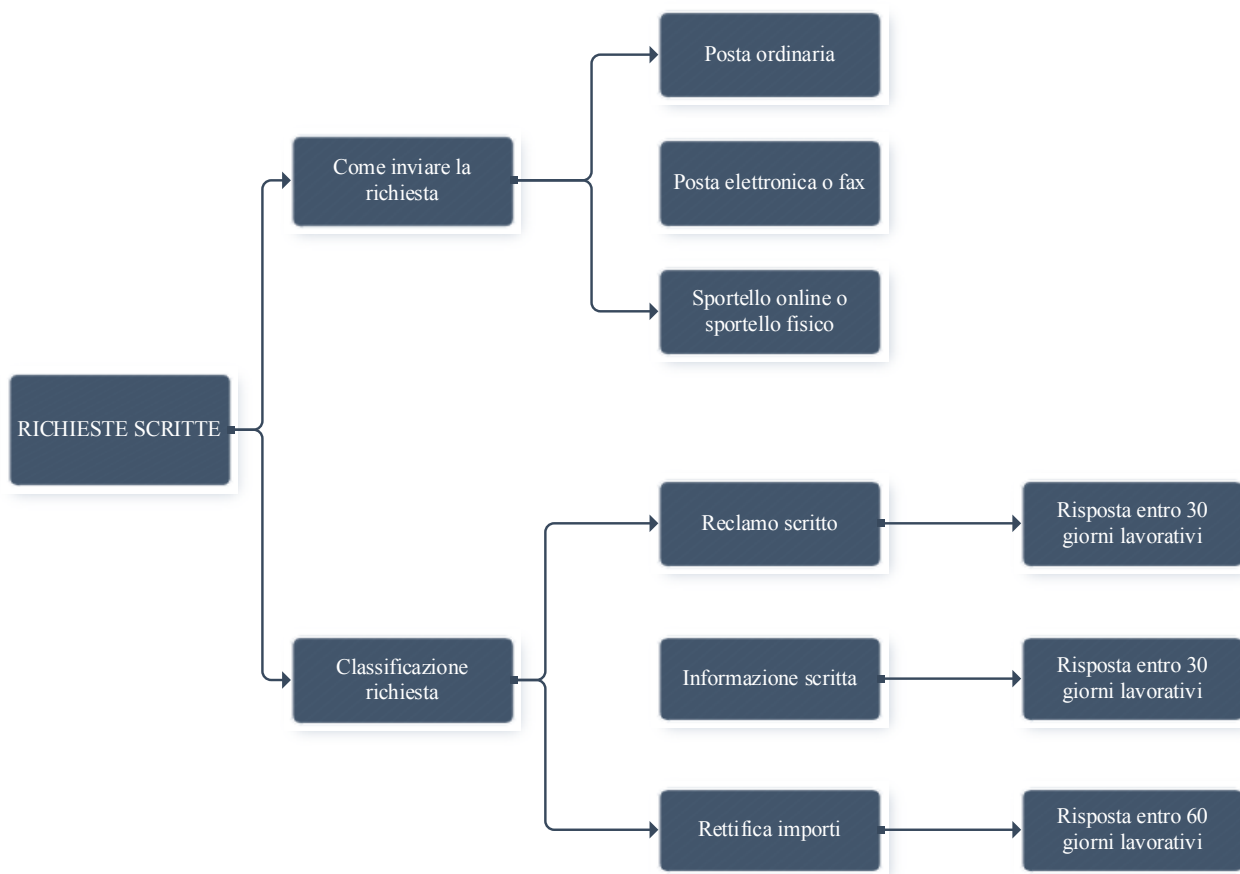 Posta ordinaria
Come inviare la
richiesta
Posta elettronica o fax
Sportello online o
sportello fisico
RICHIESTE SCRITTE
Reclamo scritto
Risposta entro 30
giorni lavorativi
Classificazione
richiesta
Informazione scritta
Risposta entro 30
giorni lavorativi
Rettifica importi
Risposta entro 60
giorni lavorativi